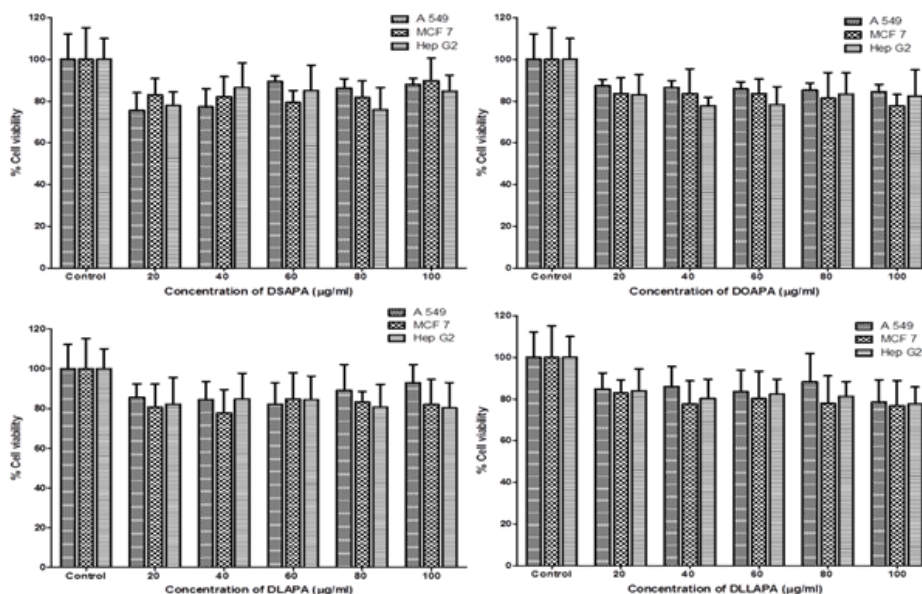 120
100
80
60
40
20
0
% Cell viability
A 549
MCF 7
Hep G2
Control 20 40 60 80 100
Concentration of DSAPA (µg/ml)
120
100
80
60
40
20
0
% Cell viability
A 549
MCF 7
Hep G2
Control 20 40 60 80 100
Concentration of DOAPA (µg/ml)
120
100
80
60
40
20
0
% Cell viability
A 549
MCF 7
Hep G2
Control 20 40 60 80 100
Concentration of DLAPA (µg/ml)
120
100
80
60
40
20
0
% Cell viability
A 549
MCF 7
Hep G2
Control 20 40 60 80 100
Concentration of DLLAPA (µg/ml)